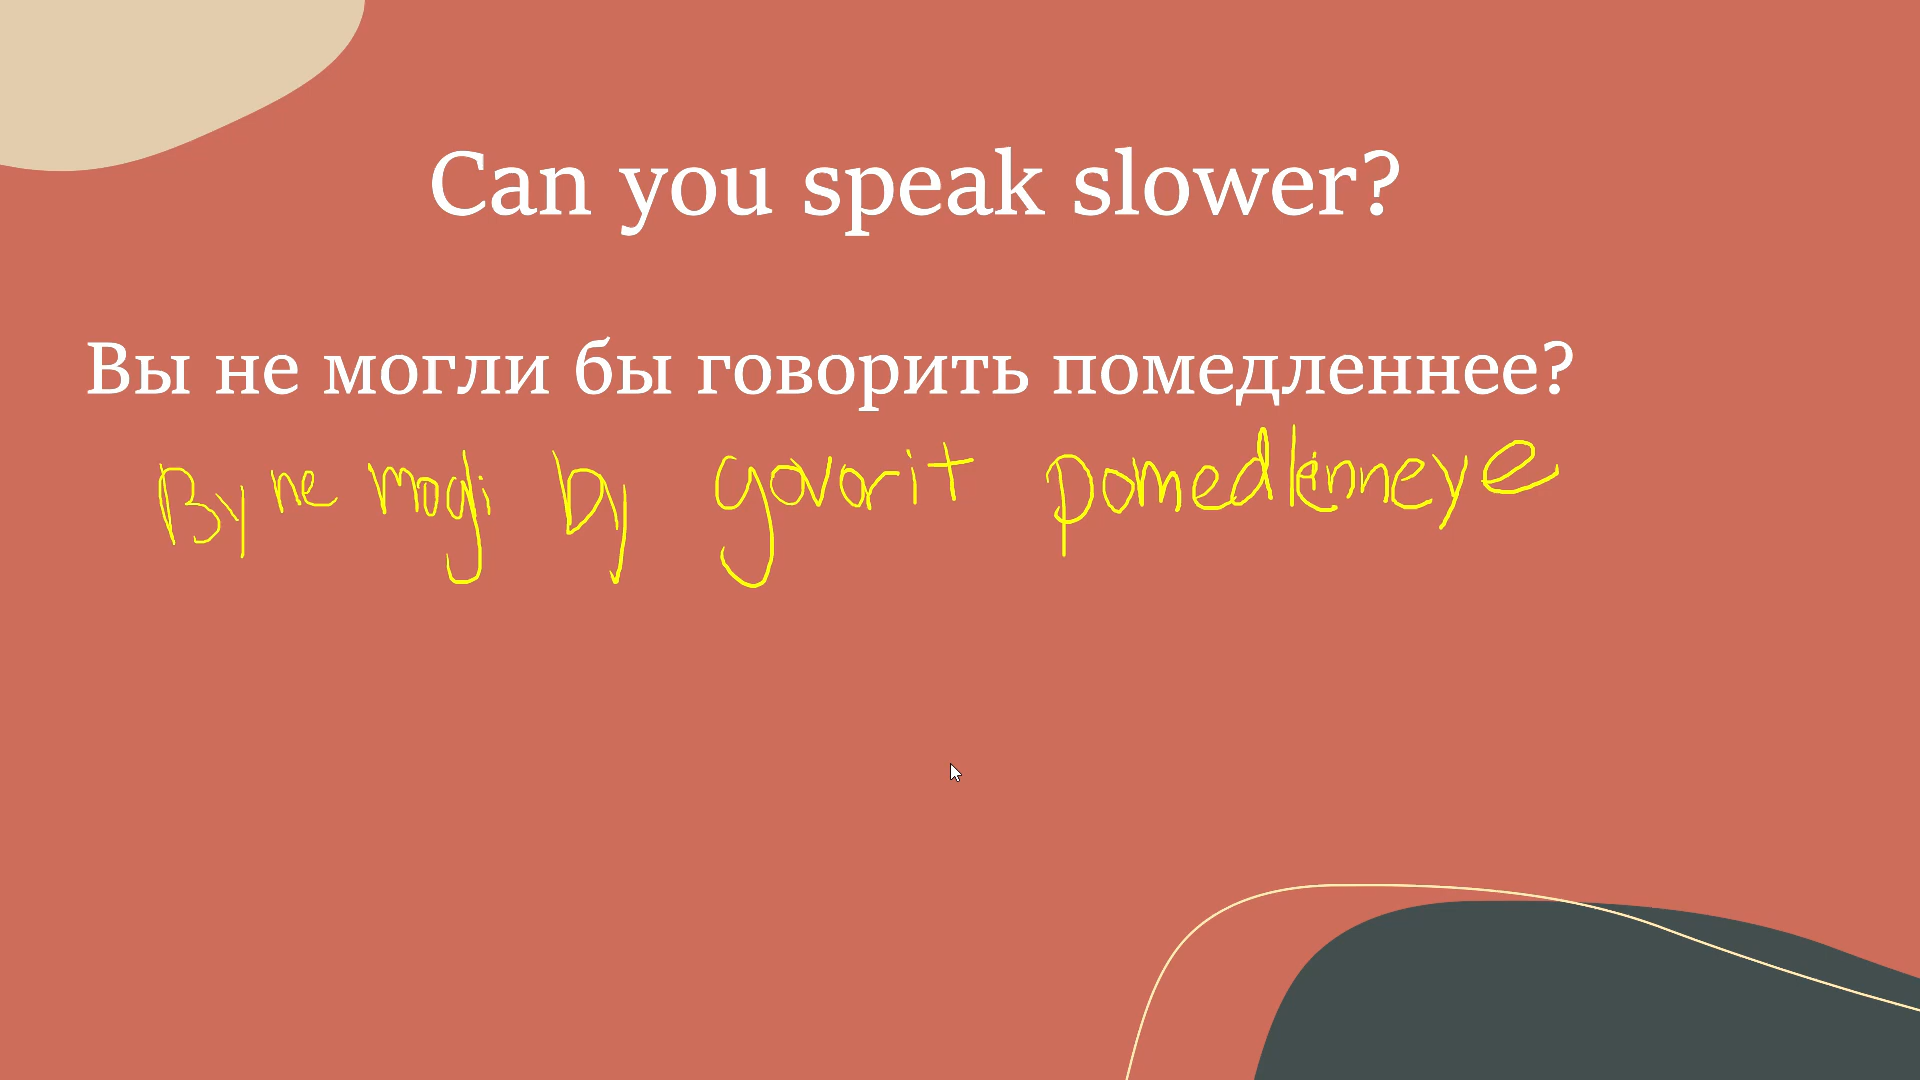 Can you speak slower?
Вы не могли бы говорить помедленнее?
By ne mogli by govorit pomedlenneye